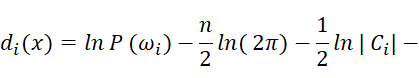 d_i(x) = ln P (ω_i) − n/2 ln( 2π) − 1/2 ln | C_i| −